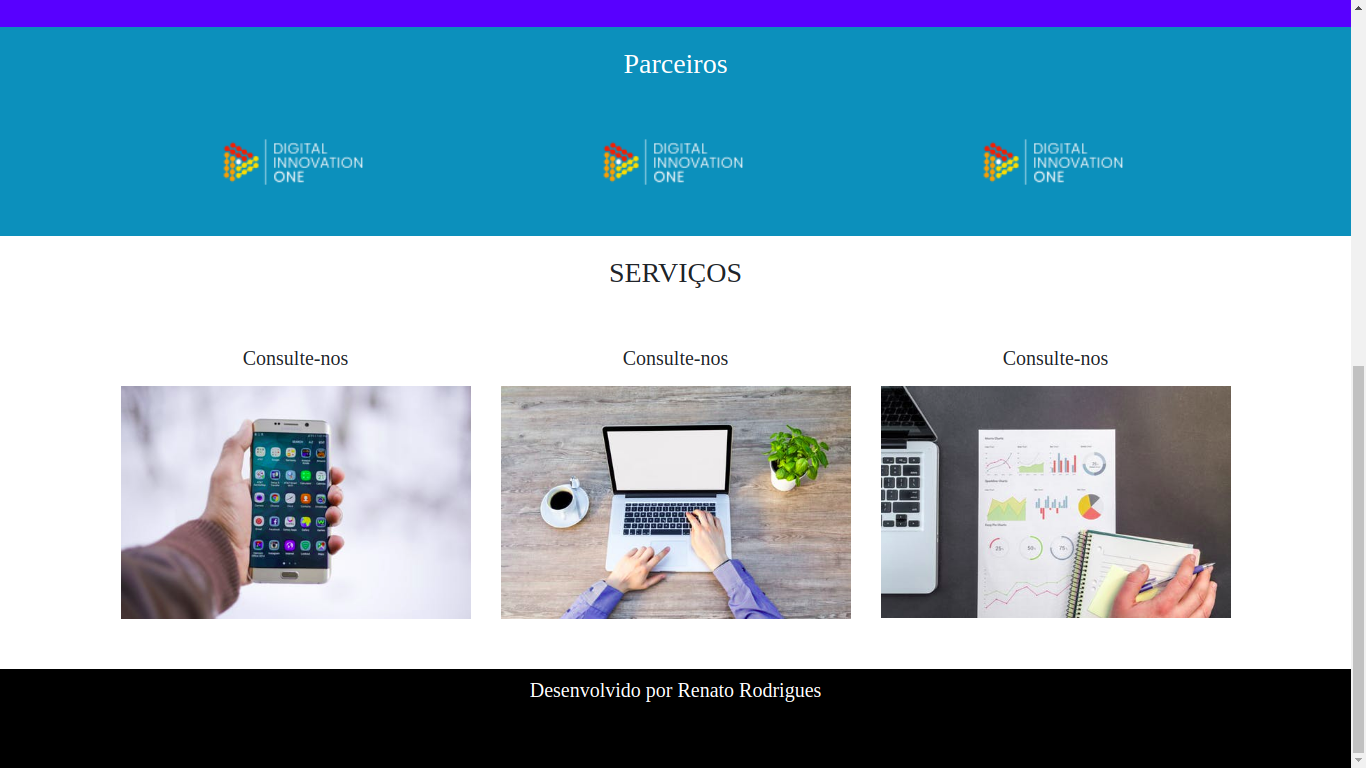 Parceiros
DIGITAL
INNOVATION
ONE
DIGITAL
INNOVATION
ONE
DIGITAL
INNOVATION
ONE
SERVIÇOS
Consulte-nos
Consulte-nos
Consulte-nos
Desenvolvido por Renato Rodrigues